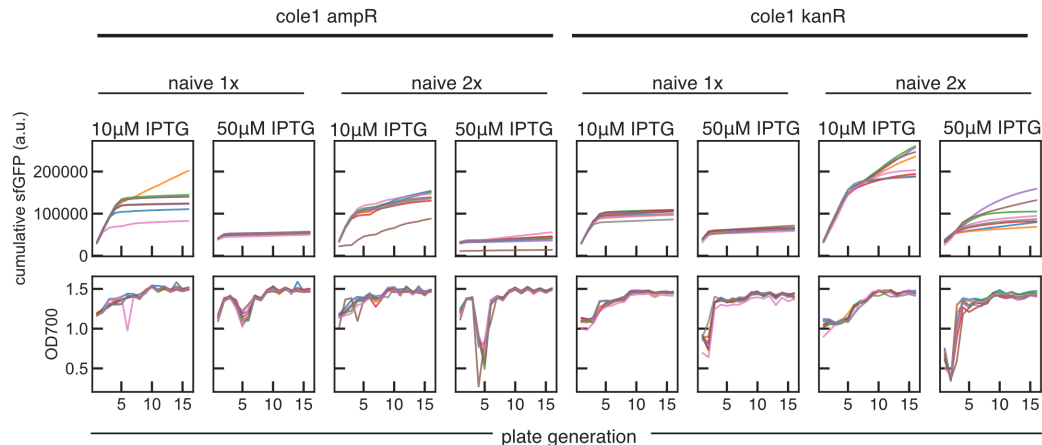 cole1 ampR cole1 kanR
naive 1x naive 2x naive 1x naive 2x
10µM IPTG 50µM IPTG 10µM IPTG 50µM IPTG 10µM IPTG 50µM IPTG 10µM IPTG 50µM IPTG
cumulative sfGFP (a.u.)
200000
100000
0
OD700
1.5
1.0
0.5
5 10 15 5 10 15 5 10 15 5 10 15 5 10 15 5 10 15 5 10 15 5 10 15
plate generation